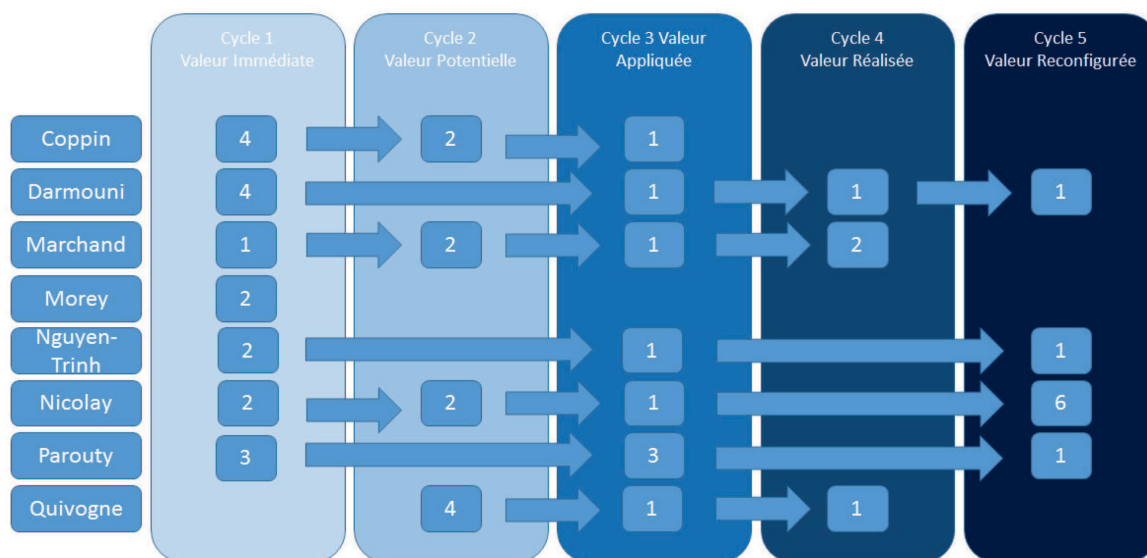 Cycle 1
Valeur Immédiate
Cycle 2
Valeur Potentielle
Cycle 3 Valeur
Appliquée
Cycle 4
Valeur Réalisée
Cycle 5
Valeur Reconfigurée
Coppin 4 2 1
Darmouni 4 1 1 1
Marchand 1 2 1 2
Morey 2
Nguyen-
Trinh 2 1 1
Nicolay 2 2 1 6
Parouty 3 3 1
Quivogne 4 1 1